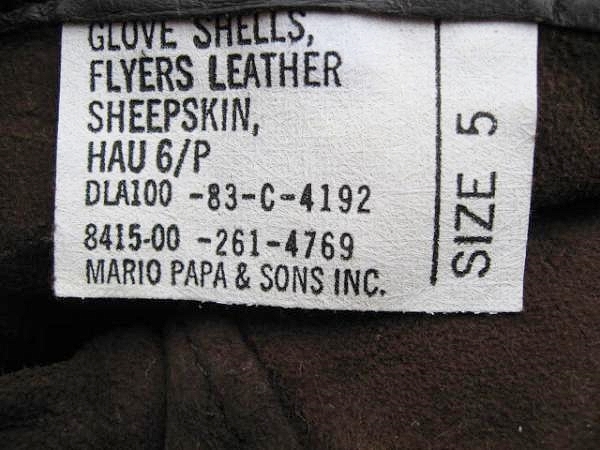 GLOVE SHELLS,
FLYERS LEATHER
SHEEPSKIN,
HAU 6/P
DLA100 -83-C-4192
8415-00 -261-4769
MARIO PAPA & SONS INC.
SIZE 5